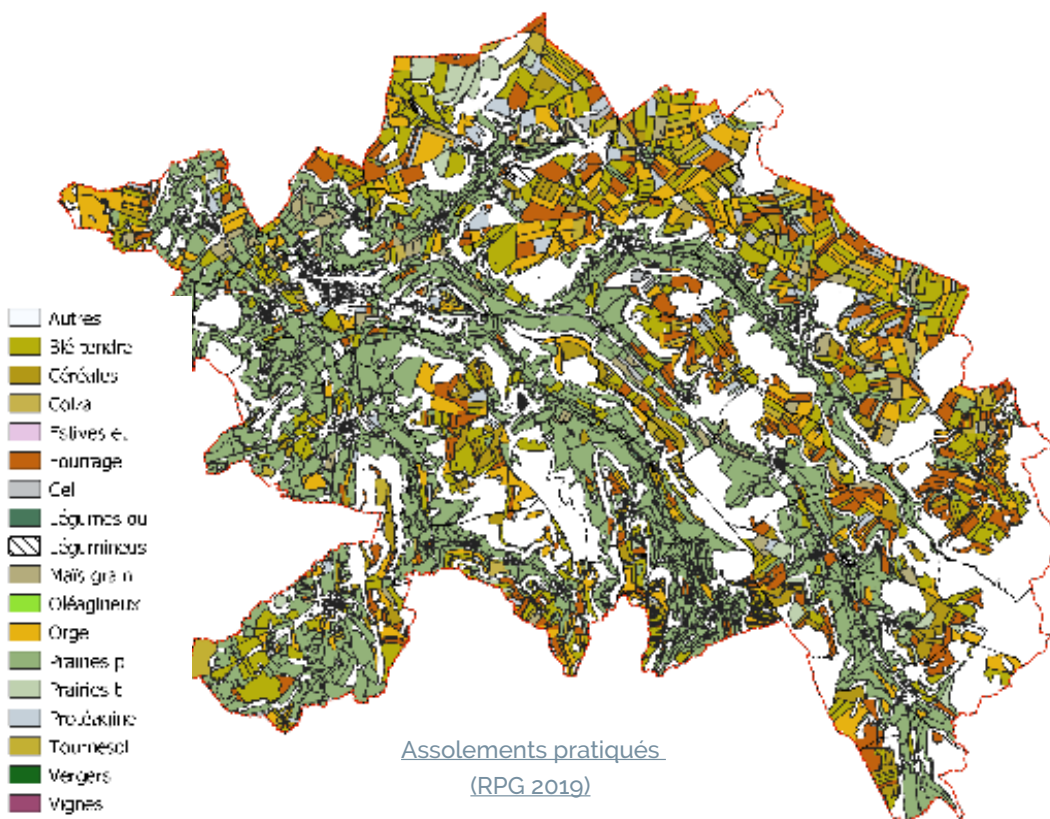 Autres
Blé tendre
Céréales
Colza
Estives et
Fourrage
Gel
Légumes ou
Légumineus
Maïs grain
Oléagineux
Orge
Prairies p
Prairies t
Protéagine
Tournesol
Vergers
Vignes
Assolements pratiqués
(RPG 2019)